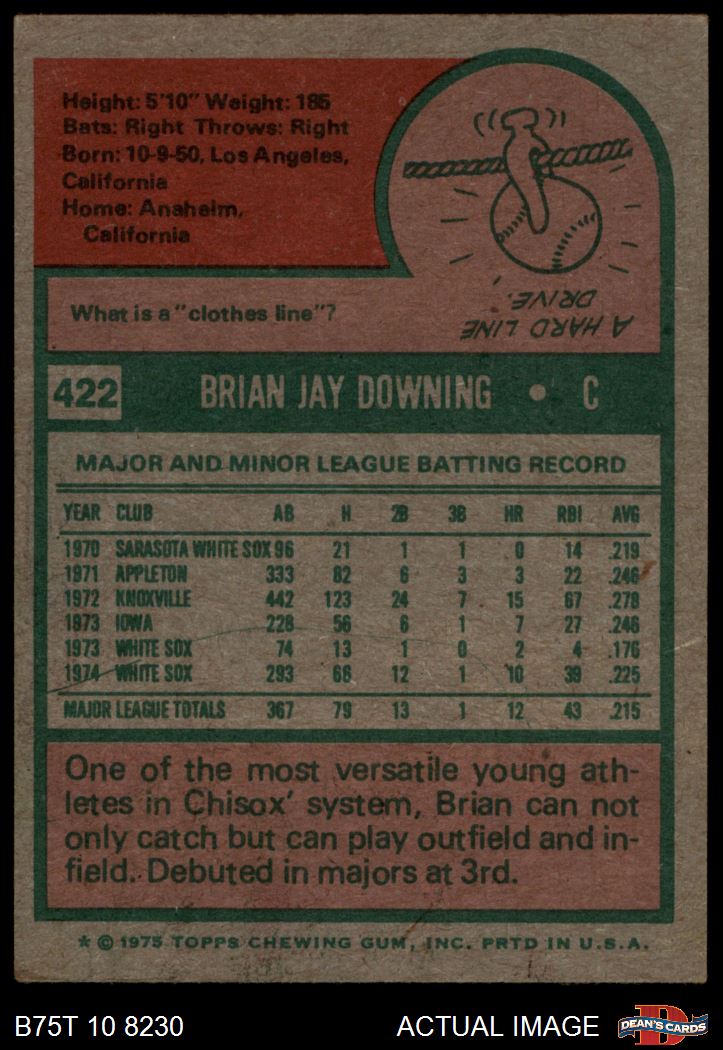 Height: 5'10" Weight: 185
Bats: Right Throws: Right
Born: 10-9-50, Los Angeles,
California
Home: Anaheim,
California
What is a "clothes line"?
A HARD LINE
DRIVE.
422 BRIAN JAY DOWNING • C
MAJOR AND MINOR LEAGUE BATTING RECORD
YEAR CLUB AB H 2B 3B HR RBI AVG
1970 SARASOTA WHITE SOX 96 21 1 1 0 14 .219
1971 APPLETON 333 82 6 3 3 22 .246
1972 KNOXVILLE 442 123 24 7 15 67 .278
1973 IOWA 228 56 6 1 7 27 .246
1973 WHITE SOX 74 13 1 0 2 4 .176
1974 WHITE SOX 293 66 12 1 10 39 .225
MAJOR LEAGUE TOTALS 367 79 13 1 12 43 .215
One of the most versatile young ath-
letes in Chisox' system, Brian can not
only catch but can play outfield and in-
field. Debuted in majors at 3rd.
* © 1975 TOPPS CHEWING GUM, INC. PRTD IN U.S.A.
B75T 10 8230 ACTUAL IMAGE DEAN'S CARDS